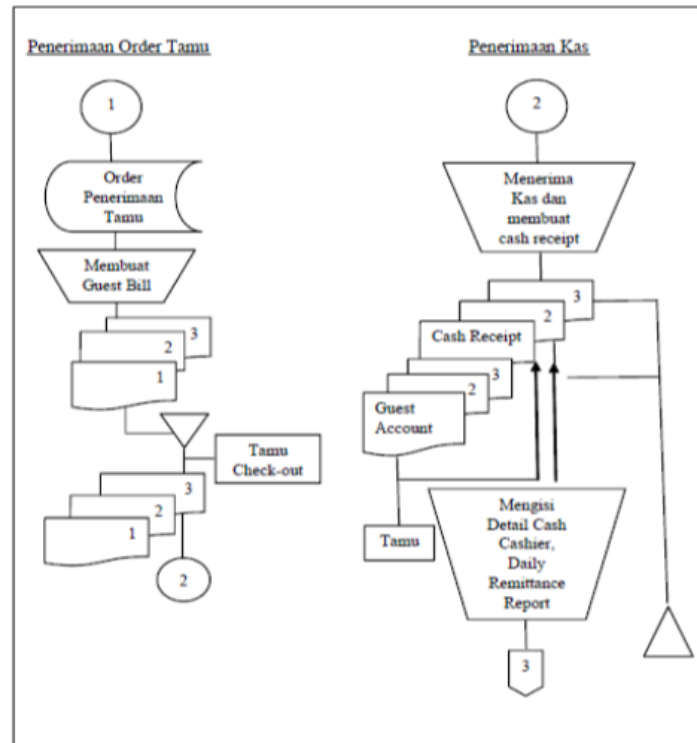 Penerimaan Order Tamu
1
Order
Penerimaan
Tamu
Membuat
Guest Bill
3
2
1
Tamu
Check-out
3
2
1
2
Penerimaan Kas
2
Menerima
Kas dan
membuat
cash receipt
3
2
Cash Receipt
3
2
Guest
Account
Tamu
Mengisi
Detail Cash
Cashier,
Daily
Remittance
Report
3